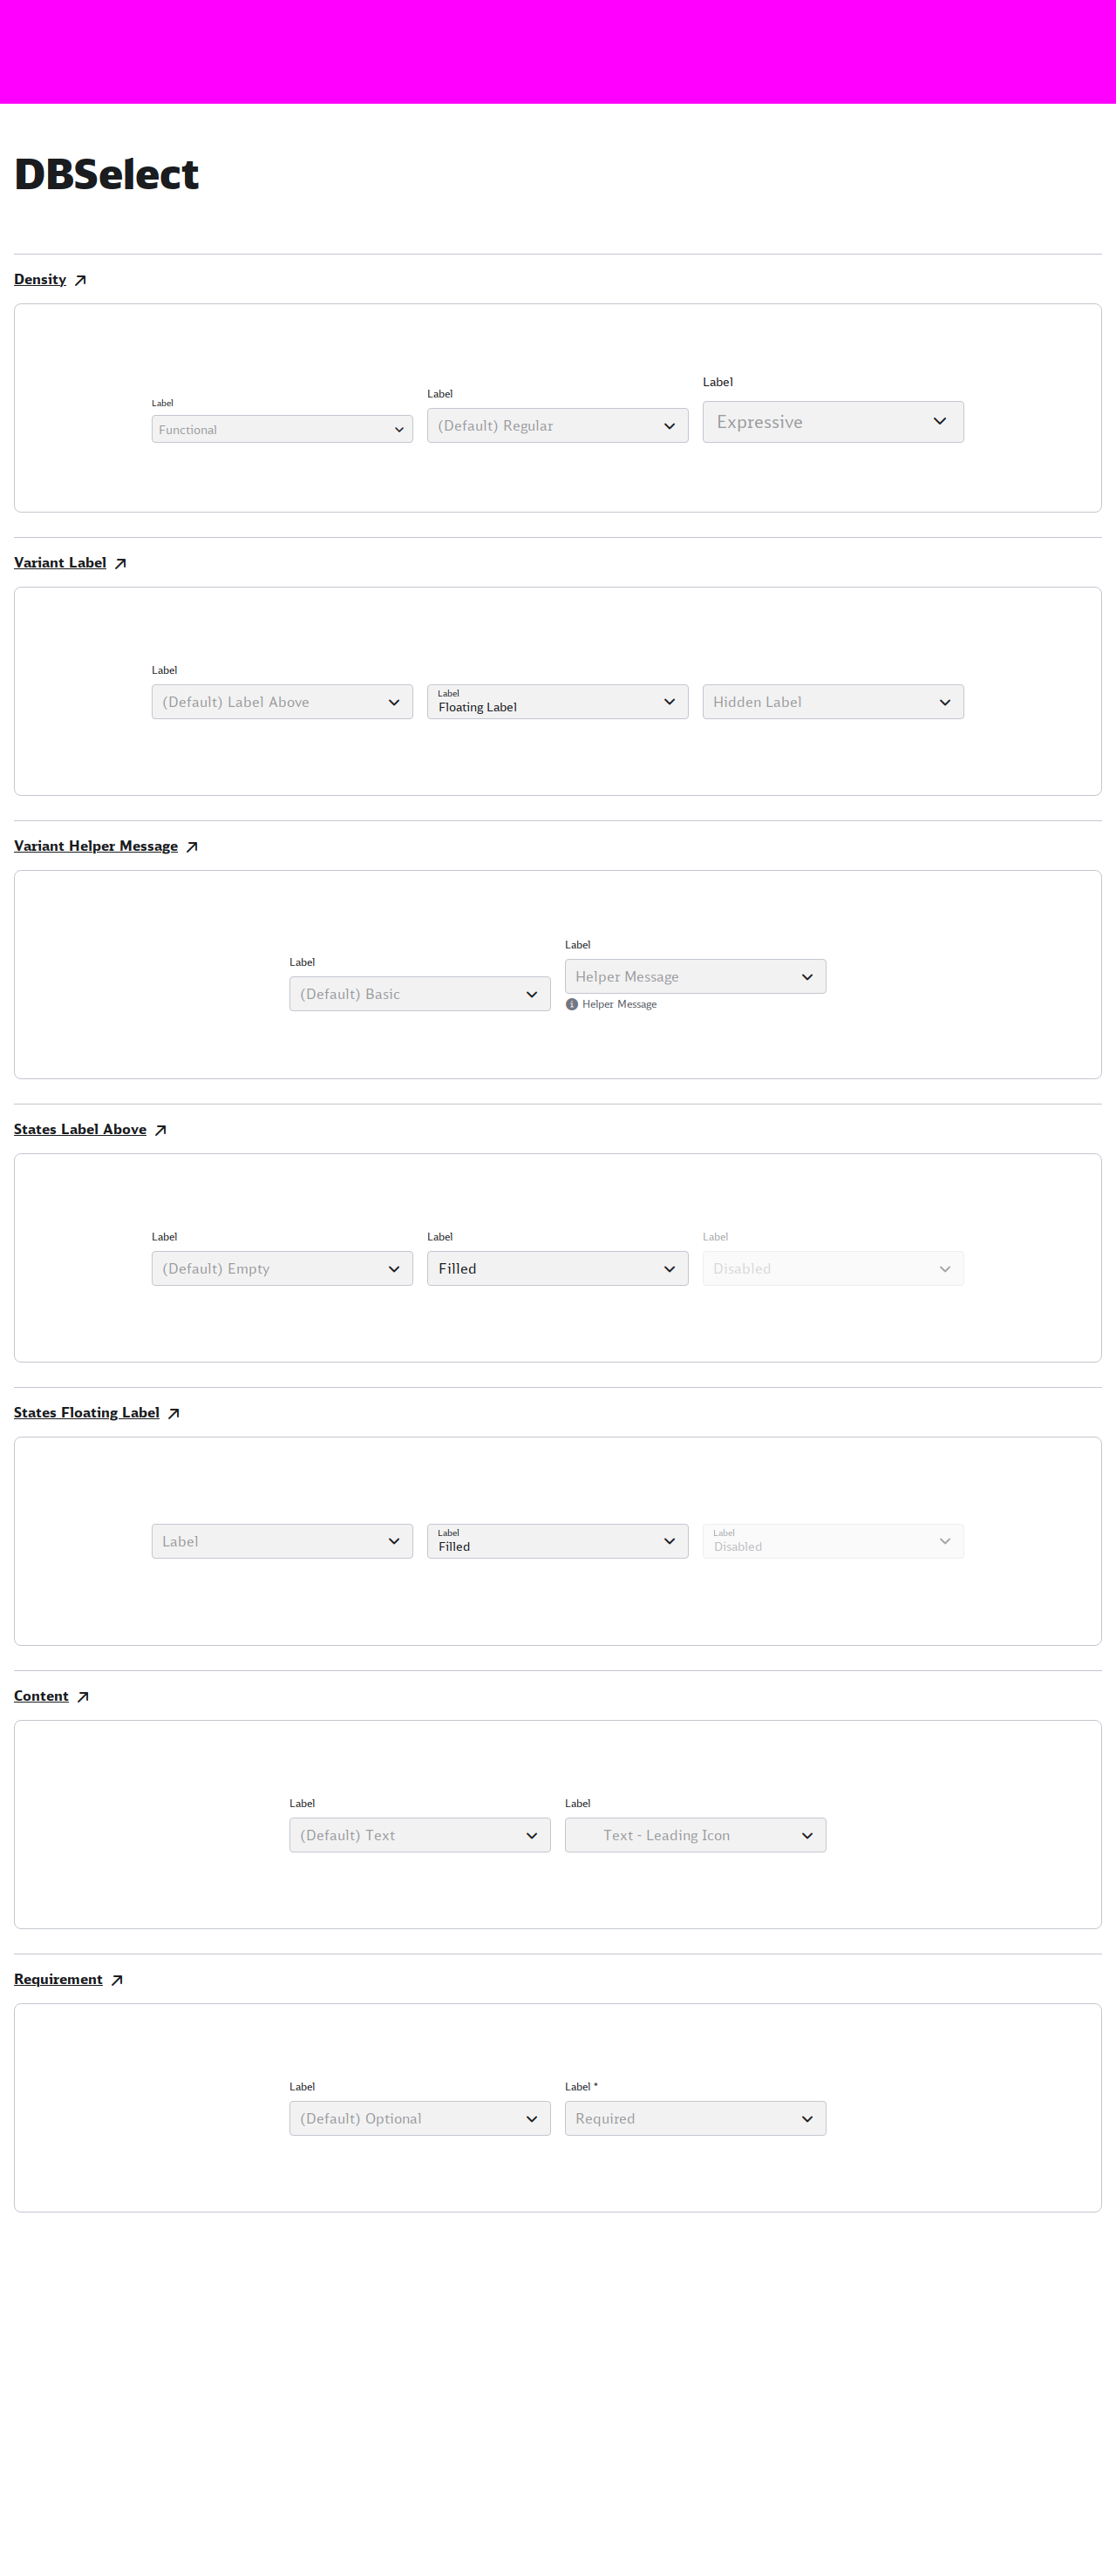 DBSelect
Density
Label
Functional
Label
(Default) Regular
Label
Expressive
Variant Label
Label
(Default) Label Above
Label
Floating Label
Hidden Label
Variant Helper Message
Label
(Default) Basic
Label
Helper Message
Helper Message
States Label Above
Label
(Default) Empty
Label
Filled
Label
Disabled
States Floating Label
Label
Label
Filled
Label
Disabled
Content
Label
(Default) Text
Label
Text - Leading Icon
Requirement
Label
(Default) Optional
Label *
Required